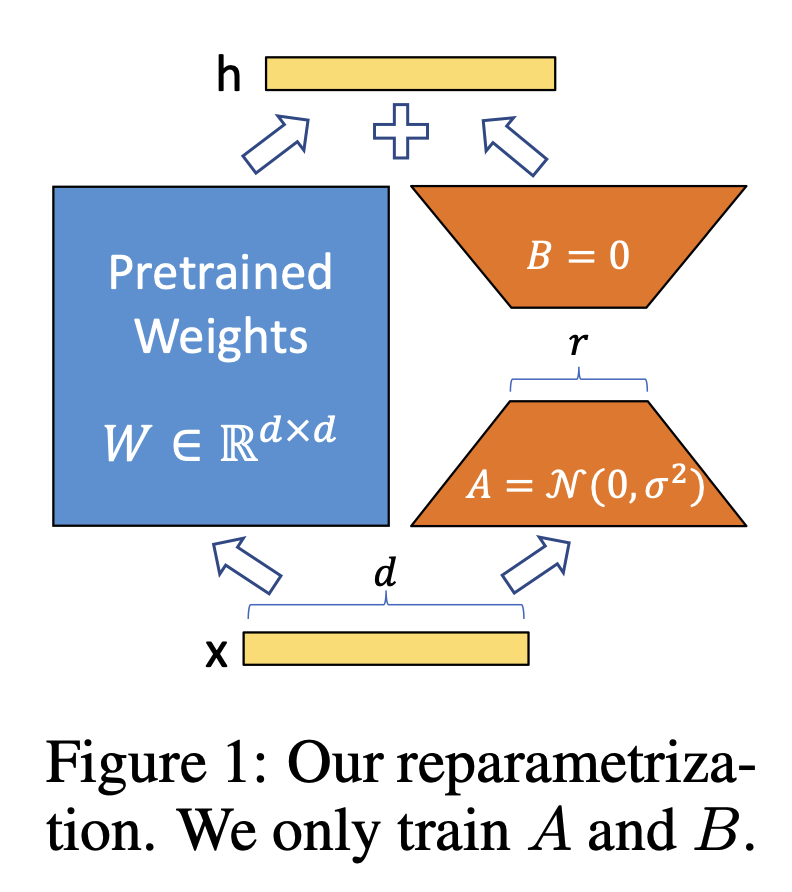 h
Pretrained
Weights
W ∈ ℝ^{d×d}
B = 0
r
A = 𝒩(0, σ²)
d
x
Figure 1: Our reparametriza-
tion. We only train A and B.